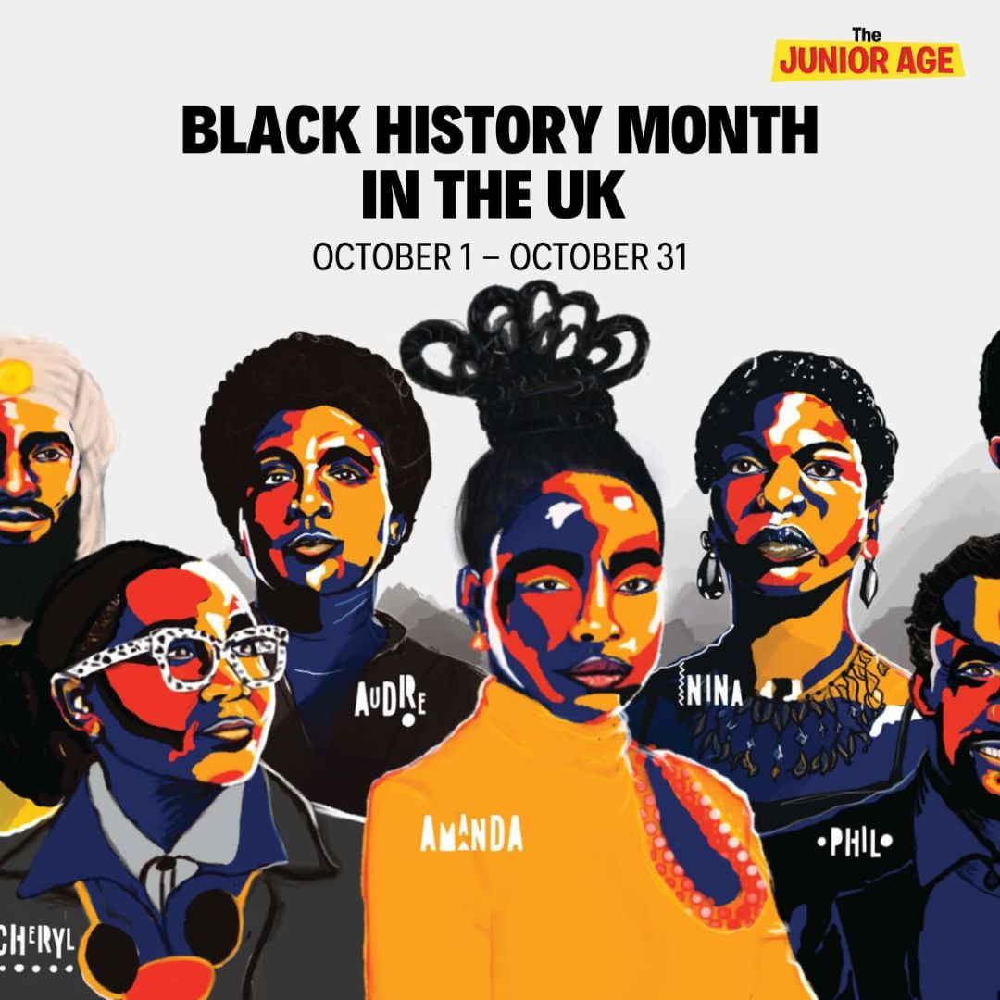 The
JUNIOR AGE
BLACK HISTORY MONTH
IN THE UK
OCTOBER 1 – OCTOBER 31
AUDRE
NINA
AMANDA
•PHIL•
CHERYL